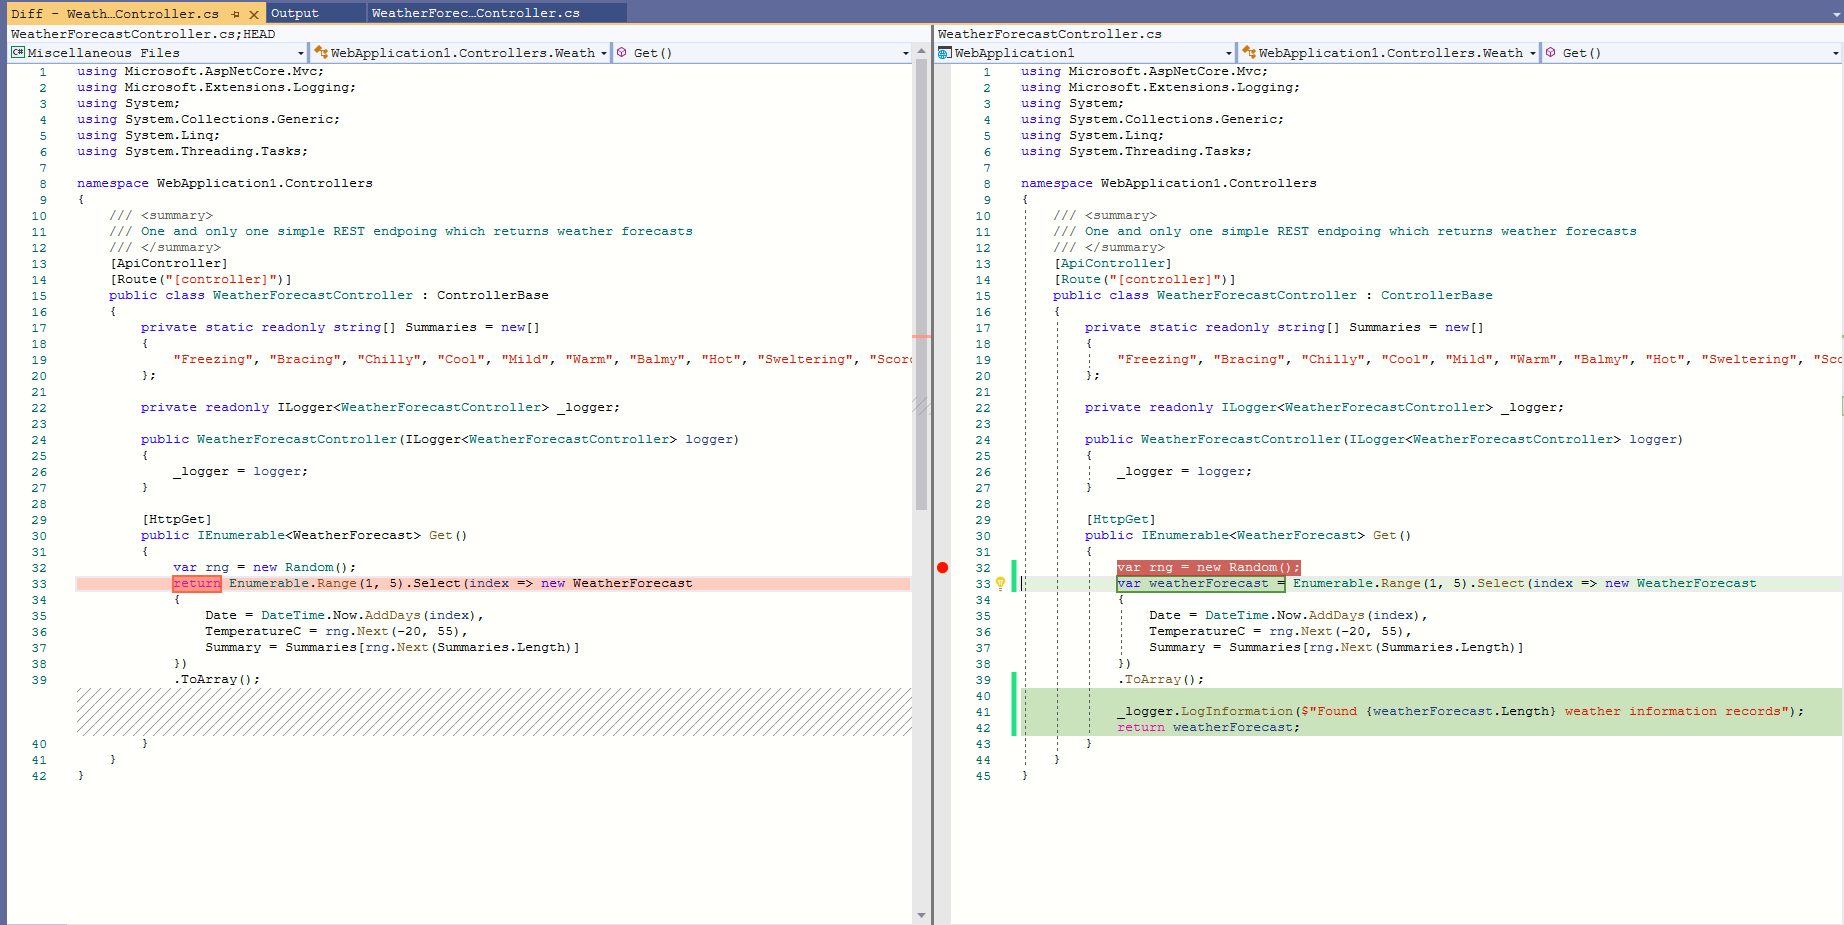 Diff - Weath...Controller.cs
Output
WeatherForec...Controller.cs
WeatherForecastController.cs;HEAD
Miscellaneous Files
WebApplication1.Controllers.Weath
Get()
1 using Microsoft.AspNetCore.Mvc;
2 using Microsoft.Extensions.Logging;
3 using System;
4 using System.Collections.Generic;
5 using System.Linq;
6 using System.Threading.Tasks;
7
8 namespace WebApplication1.Controllers
9 {
10 /// <summary>
11 /// One and only one simple REST endpoing which returns weather forecasts
12 /// </summary>
13 [ApiController]
14 [Route("[controller]")]
15 public class WeatherForecastController : ControllerBase
16 {
17 private static readonly string[] Summaries = new[]
18 {
19 "Freezing", "Bracing", "Chilly", "Cool", "Mild", "Warm", "Balmy", "Hot", "Sweltering", "Scor
20 };
21
22 private readonly ILogger<WeatherForecastController> _logger;
23
24 public WeatherForecastController(ILogger<WeatherForecastController> logger)
25 {
26 _logger = logger;
27 }
28
29 [HttpGet]
30 public IEnumerable<WeatherForecast> Get()
31 {
32 var rng = new Random();
33 return Enumerable.Range(1, 5).Select(index => new WeatherForecast
34 {
35 Date = DateTime.Now.AddDays(index),
36 TemperatureC = rng.Next(-20, 55),
37 Summary = Summaries[rng.Next(Summaries.Length)]
38 })
39 .ToArray();
40 }
41 }
42 }
WeatherForecastController.cs
WebApplication1
WebApplication1.Controllers.Weath
Get()
1 using Microsoft.AspNetCore.Mvc;
2 using Microsoft.Extensions.Logging;
3 using System;
4 using System.Collections.Generic;
5 using System.Linq;
6 using System.Threading.Tasks;
7
8 namespace WebApplication1.Controllers
9 {
10 /// <summary>
11 /// One and only one simple REST endpoing which returns weather forecasts
12 /// </summary>
13 [ApiController]
14 [Route("[controller]")]
15 public class WeatherForecastController : ControllerBase
16 {
17 private static readonly string[] Summaries = new[]
18 {
19 "Freezing", "Bracing", "Chilly", "Cool", "Mild", "Warm", "Balmy", "Hot", "Sweltering", "Sco
20 };
21
22 private readonly ILogger<WeatherForecastController> _logger;
23
24 public WeatherForecastController(ILogger<WeatherForecastController> logger)
25 {
26 _logger = logger;
27 }
28
29 [HttpGet]
30 public IEnumerable<WeatherForecast> Get()
31 {
32 var rng = new Random();
33 var weatherForecast = Enumerable.Range(1, 5).Select(index => new WeatherForecast
34 {
35 Date = DateTime.Now.AddDays(index),
36 TemperatureC = rng.Next(-20, 55),
37 Summary = Summaries[rng.Next(Summaries.Length)]
38 })
39 .ToArray();
40
41 _logger.LogInformation($"Found {weatherForecast.Length} weather information records");
42 return weatherForecast;
43 }
44 }
45 }